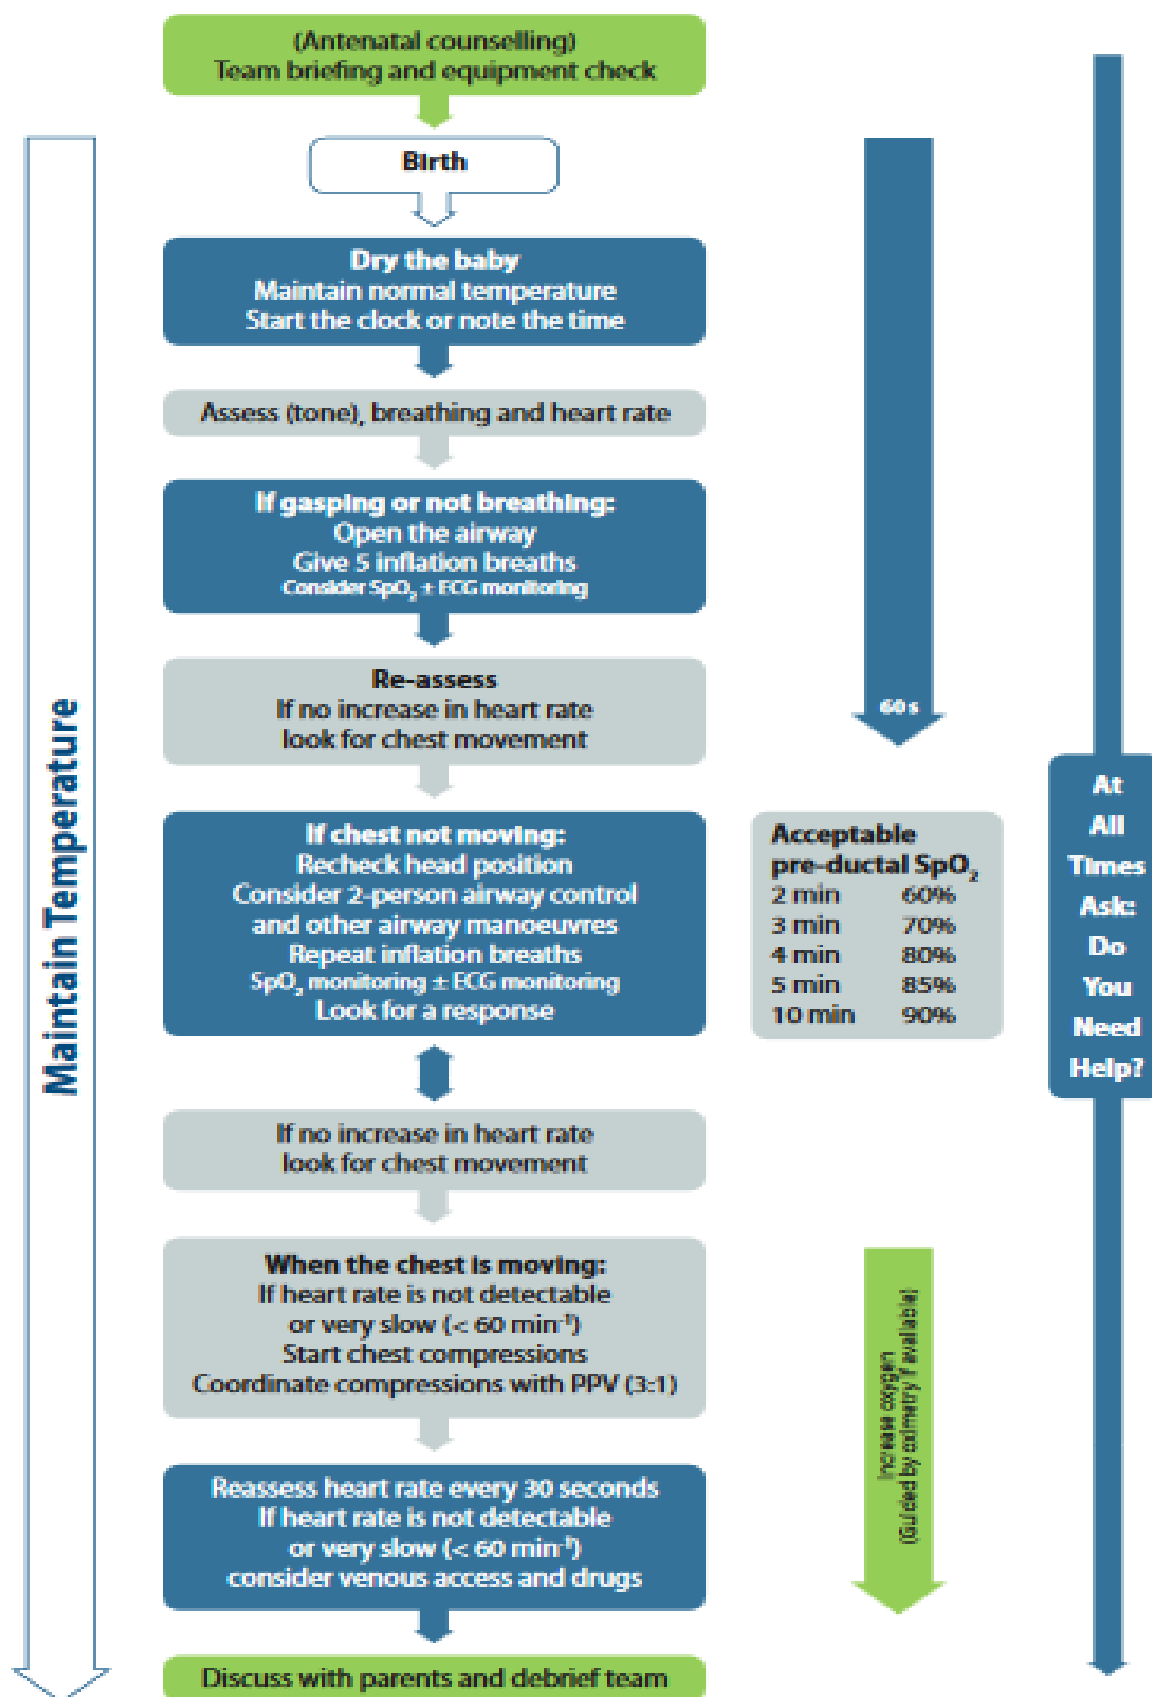 (Antenatal counselling)
Team briefing and equipment check
Birth
Dry the baby
Maintain normal temperature
Start the clock or note the time
Assess (tone), breathing and heart rate
If gasping or not breathing:
Open the airway
Give 5 inflation breaths
Consider SpO₂ ± ECG monitoring
Re-assess
If no increase in heart rate
look for chest movement
If chest not moving:
Recheck head position
Consider 2-person airway control
and other airway manoeuvres
Repeat inflation breaths
SpO₂ monitoring ± ECG monitoring
Look for a response
If no increase in heart rate
look for chest movement
When the chest is moving:
If heart rate is not detectable
or very slow (< 60 min⁻¹)
Start chest compressions
Coordinate compressions with PPV (3:1)
Reassess heart rate every 30 seconds
If heart rate is not detectable
or very slow (< 60 min⁻¹)
consider venous access and drugs
Discuss with parents and debrief team
Maintain Temperature
60 s
Acceptable
pre-ductal SpO₂
2 min 60%
3 min 70%
4 min 80%
5 min 85%
10 min 90%
Increase oxygen
(Guided by oximetry if available)
At
All
Times
Ask:
Do
You
Need
Help?